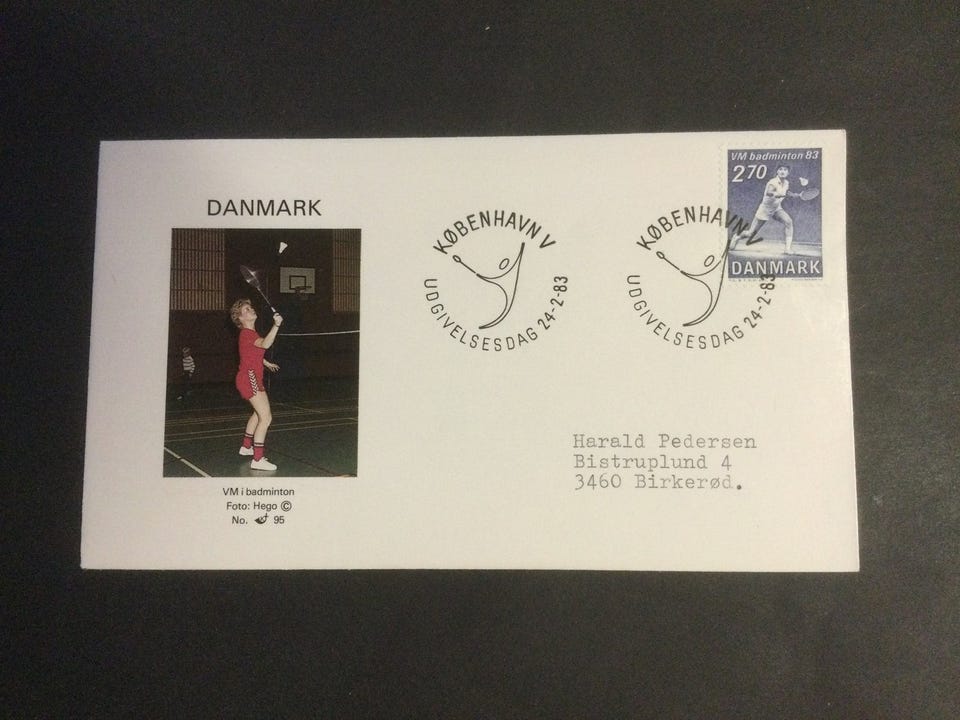 DANMARK
VM i badminton
Foto: Hego ©
No. 95
KØBENHAVN V
UDGIVELSESDAG 24-2-83
KØBENHAVN V
UDGIVELSESDAG 24-2-83
VM badminton 83
2 70
DANMARK
Harald Pedersen
Bistruplund 4
3460 Birkerød.